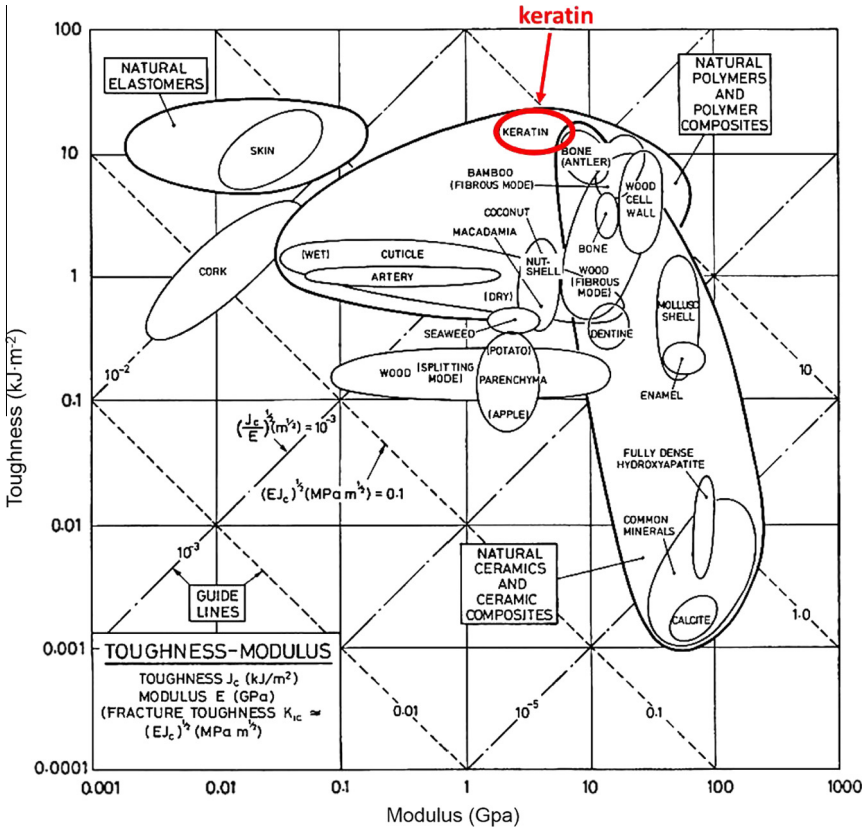 keratin
100
10
1
0.1
0.01
0.001
0.0001
Toughness (kJ·m-2)
NATURAL
ELASTOMERS
SKIN
KERATIN
NATURAL
POLYMERS
AND
POLYMER
COMPOSITES
BONE
(ANTLER)
BAMBOO
(FIBROUS MODE)
WOOD
CELL
WALL
COCONUT
MACADAMIA
BONE
(WET)
CUTICLE
NUT-
SHELL
WOOD
(FIBROUS
MODE)
CORK
ARTERY
(DRY)
MOLLUSC
SHELL
SEAWEED
DENTINE
(POTATO)
WOOD (SPLITTING
MODE)
PARENCHYMA
(APPLE)
ENAMEL
10⁻²
10
(Jc/E)^½(m^½) = 10⁻³
(EJc)^½(MPa m^½) = 0.1
FULLY DENSE
HYDROXYAPATITE
COMMON
MINERALS
10⁻³
NATURAL
CERAMICS
AND
CERAMIC
COMPOSITES
GUIDE
LINES
CALCITE
1.0
TOUGHNESS-MODULUS
TOUGHNESS Jc (kJ/m²)
MODULUS E (GPa)
(FRACTURE TOUGHNESS KIC ≈
(EJc)^½ (MPa m^½)
0.01
10⁻⁵
0.1
0.001
0.01
0.1
1
10
100
1000
Modulus (Gpa)